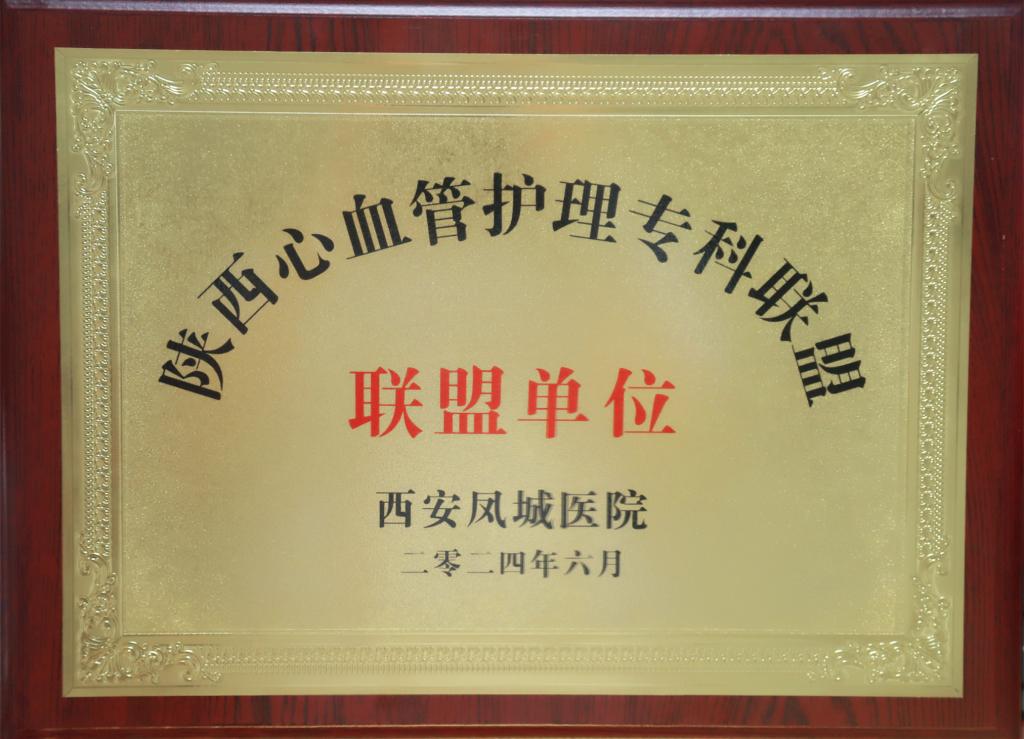 陕西心血管护理专科联盟
联盟单位
西安凤城医院
二零二四年六月